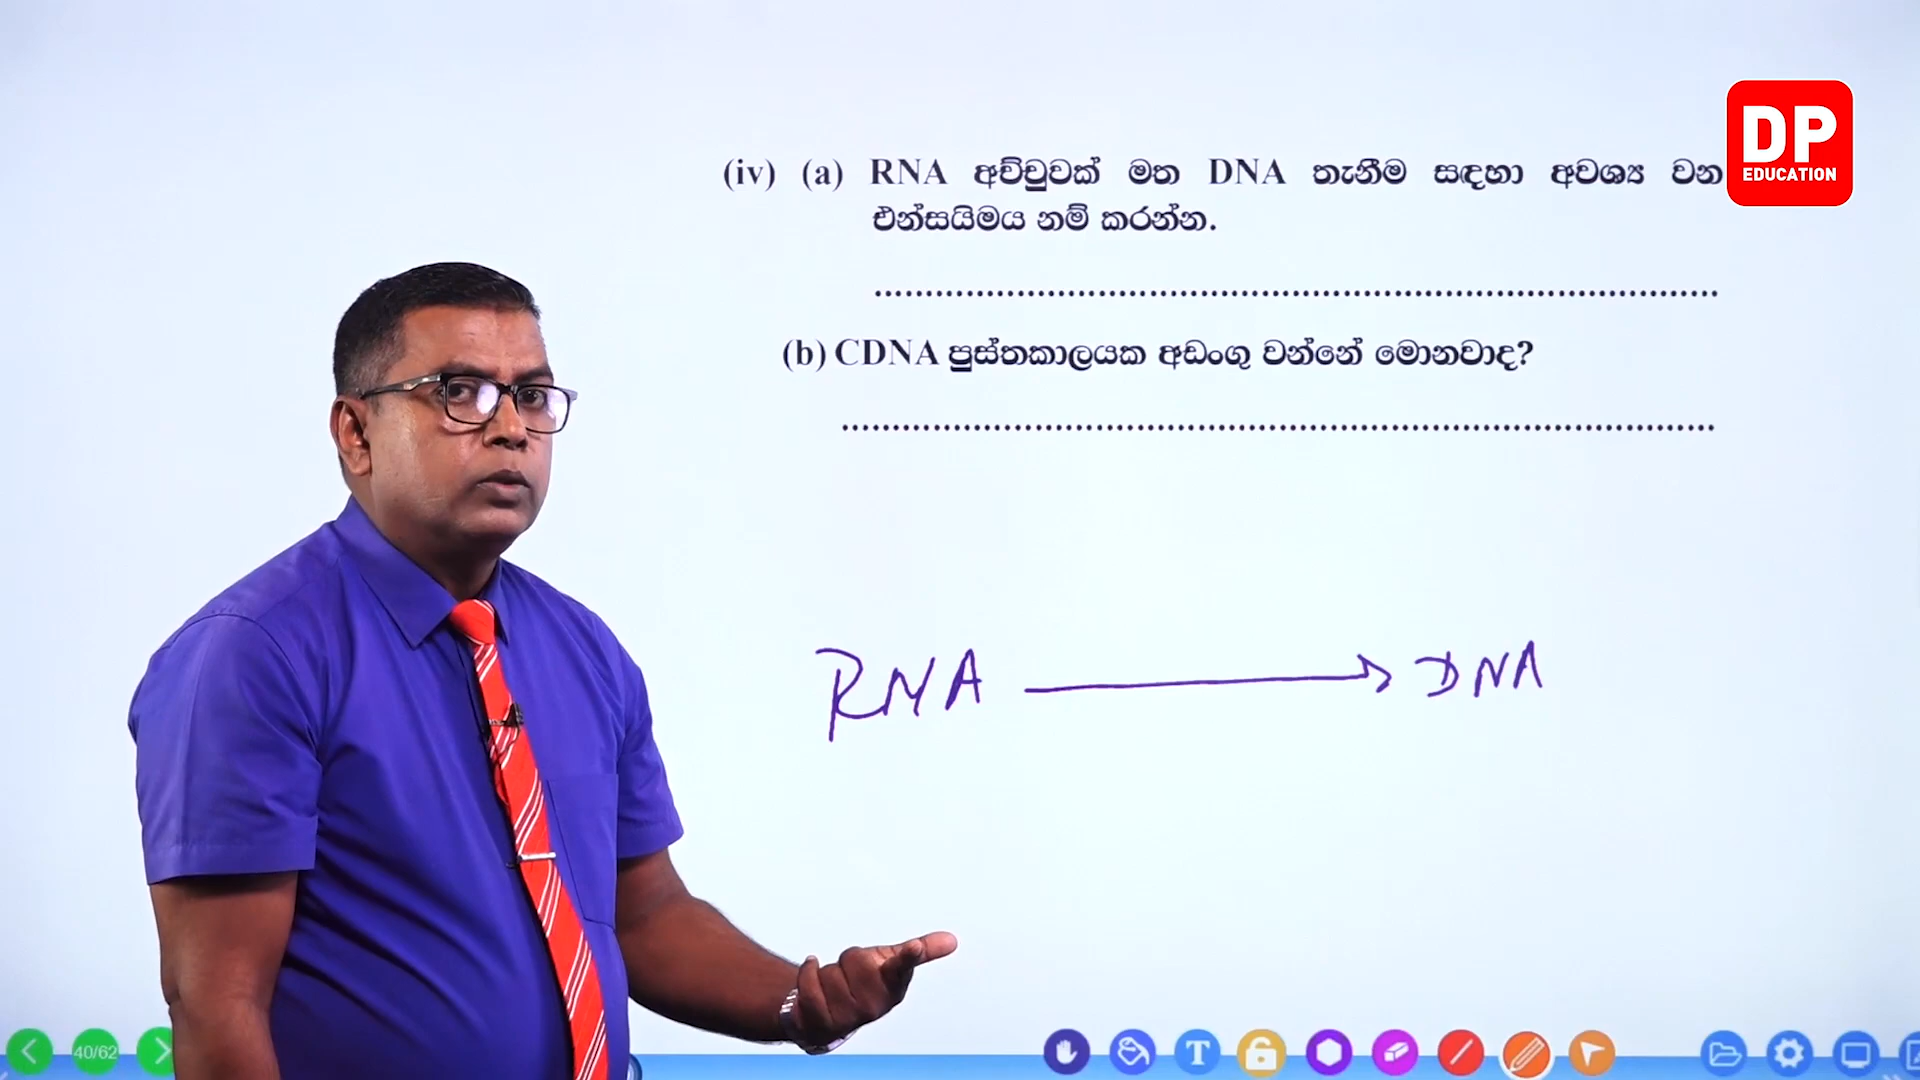 DP
EDUCATION
(iv) (a) RNA අච්චුවක් මත DNA තැනීම සඳහා අවශ්‍ය වන
එන්සයිමය නම් කරන්න.
(b) CDNA පුස්තකාලයක අඩංගු වන්නේ මොනවාද?
RNA → DNA
40/62
T